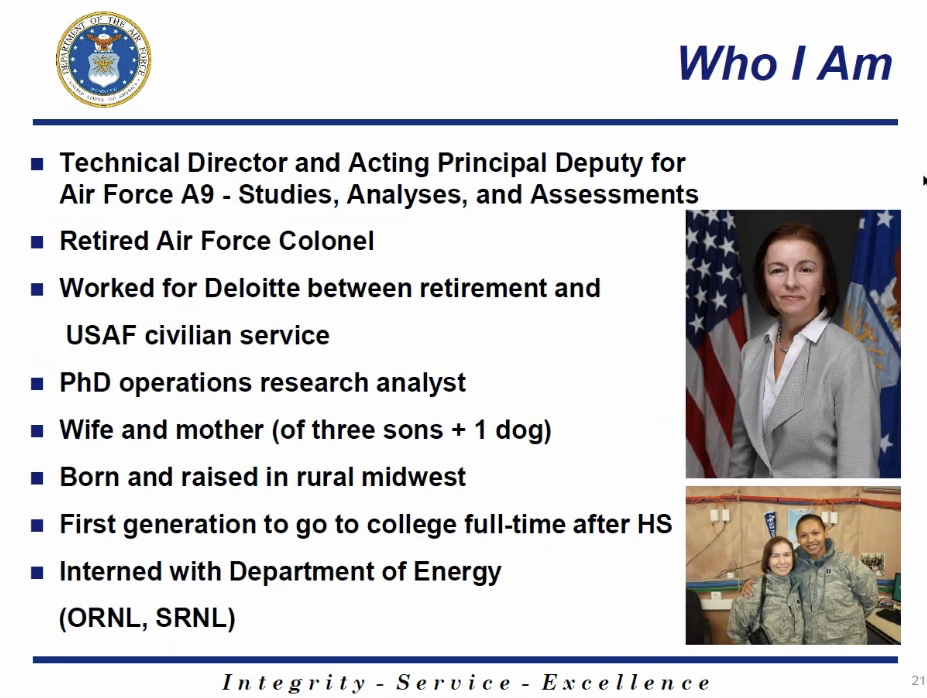 DEPARTMENT OF THE AIR FORCE
UNITED STATES OF AMERICA
Who I Am
Technical Director and Acting Principal Deputy for
Air Force A9 - Studies, Analyses, and Assessments
Retired Air Force Colonel
Worked for Deloitte between retirement and
USAF civilian service
PhD operations research analyst
Wife and mother (of three sons + 1 dog)
Born and raised in rural midwest
First generation to go to college full-time after HS
Interned with Department of Energy
(ORNL, SRNL)
Integrity - Service - Excellence
21